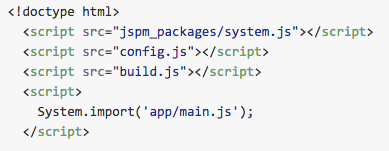 <!doctype html>
  <script src="jspm_packages/system.js"></script>
  <script src="config.js"></script>
  <script src="build.js"></script>
  <script>
    System.import('app/main.js');
  </script>